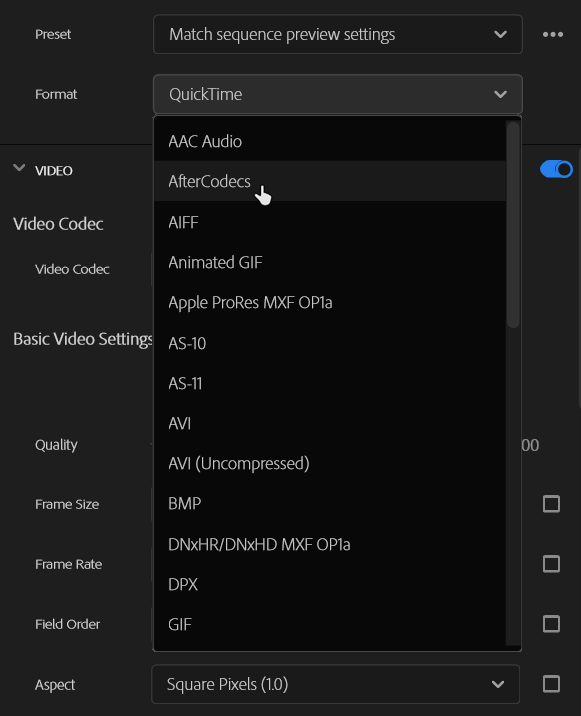 Preset
Match sequence preview settings
Format
QuickTime
AAC Audio
VIDEO
AfterCodecs
Video Codec
AIFF
Video Codec
Animated GIF
Apple ProRes MXF OP1a
Basic Video Settings
AS-10
AS-11
AVI
Quality
00
AVI (Uncompressed)
Frame Size
BMP
DNxHR/DNxHD MXF OP1a
Frame Rate
DPX
Field Order
GIF
Aspect
Square Pixels (1.0)